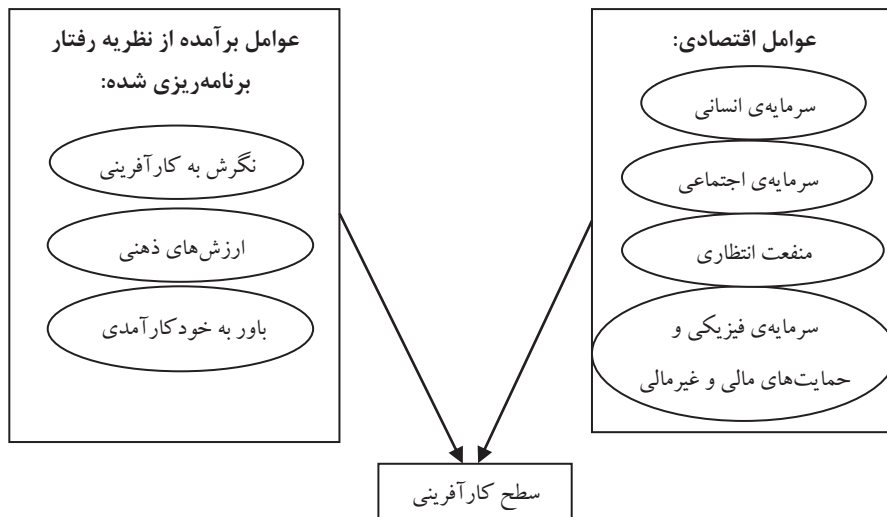 عوامل اقتصادی:
سرمایه‌ی انسانی
سرمایه‌ی اجتماعی
منفعت انتظاری
سرمایه‌ی فیزیکی و
حمایت‌های مالی و غیرمالی
عوامل برآمده از نظریه رفتار
برنامه‌ریزی شده:
نگرش به کارآفرینی
ارزش‌های ذهنی
باور به خودکارآمدی
سطح کارآفرینی